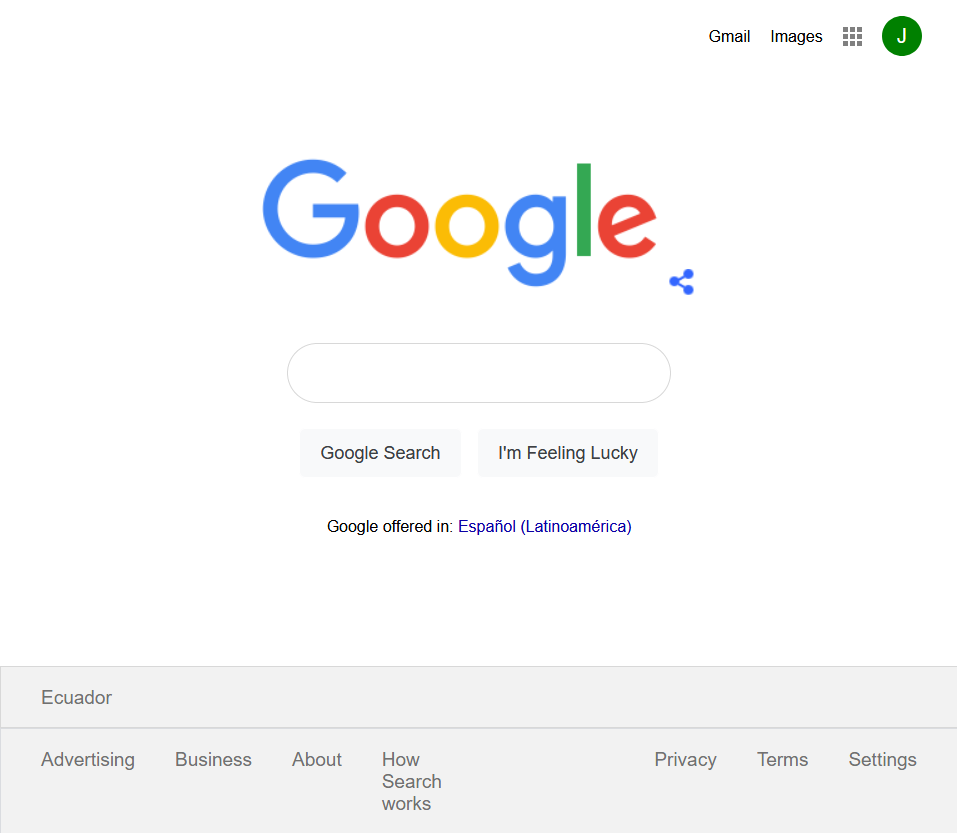 Gmail Images J
Google
Google Search I'm Feeling Lucky
Google offered in: Español (Latinoamérica)
Ecuador
Advertising Business About How Search works Privacy Terms Settings